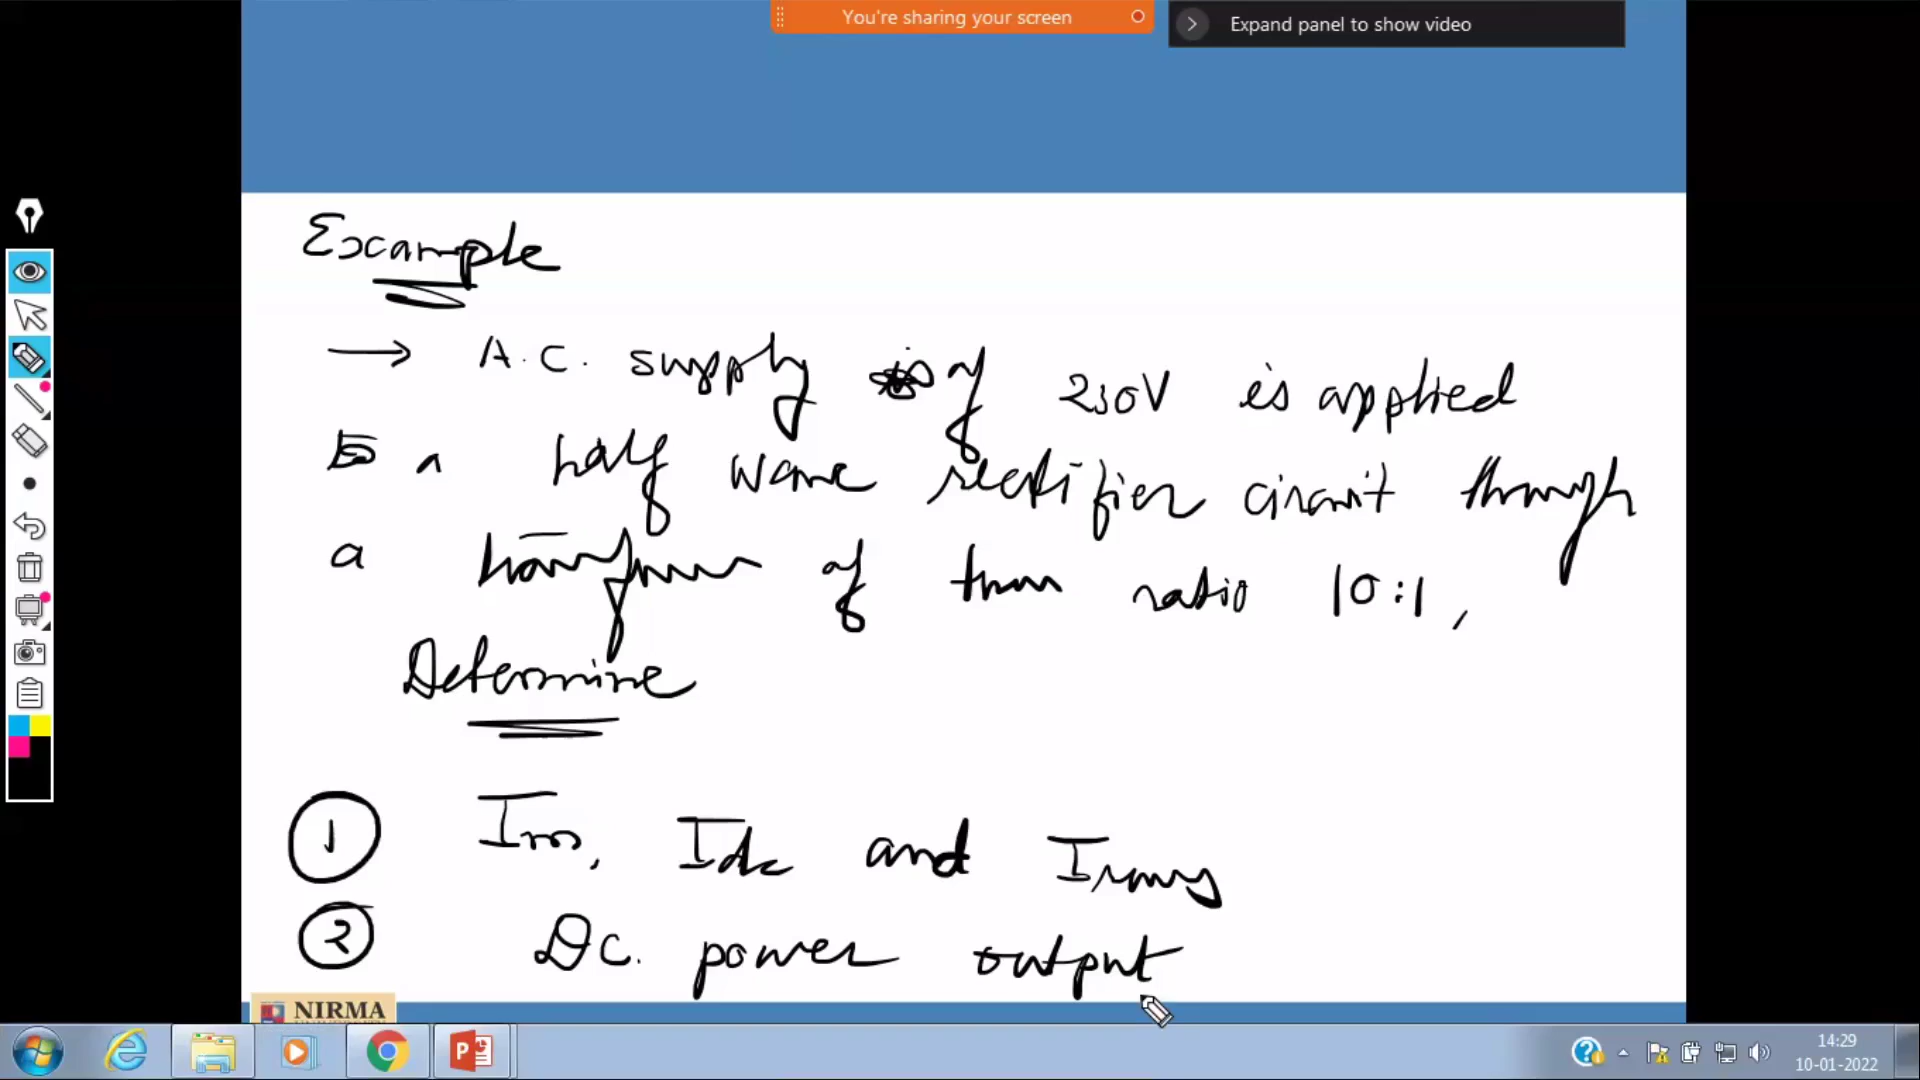 You're sharing your screen
Expand panel to show video
Example
→ A.C. supply of 230V is applied
to a half wave rectifier circuit through
a transformer of turn ratio 10:1,
Determine
1 Im, Idc and Irms
2 DC. power output
NIRMA
14:29
10-01-2022